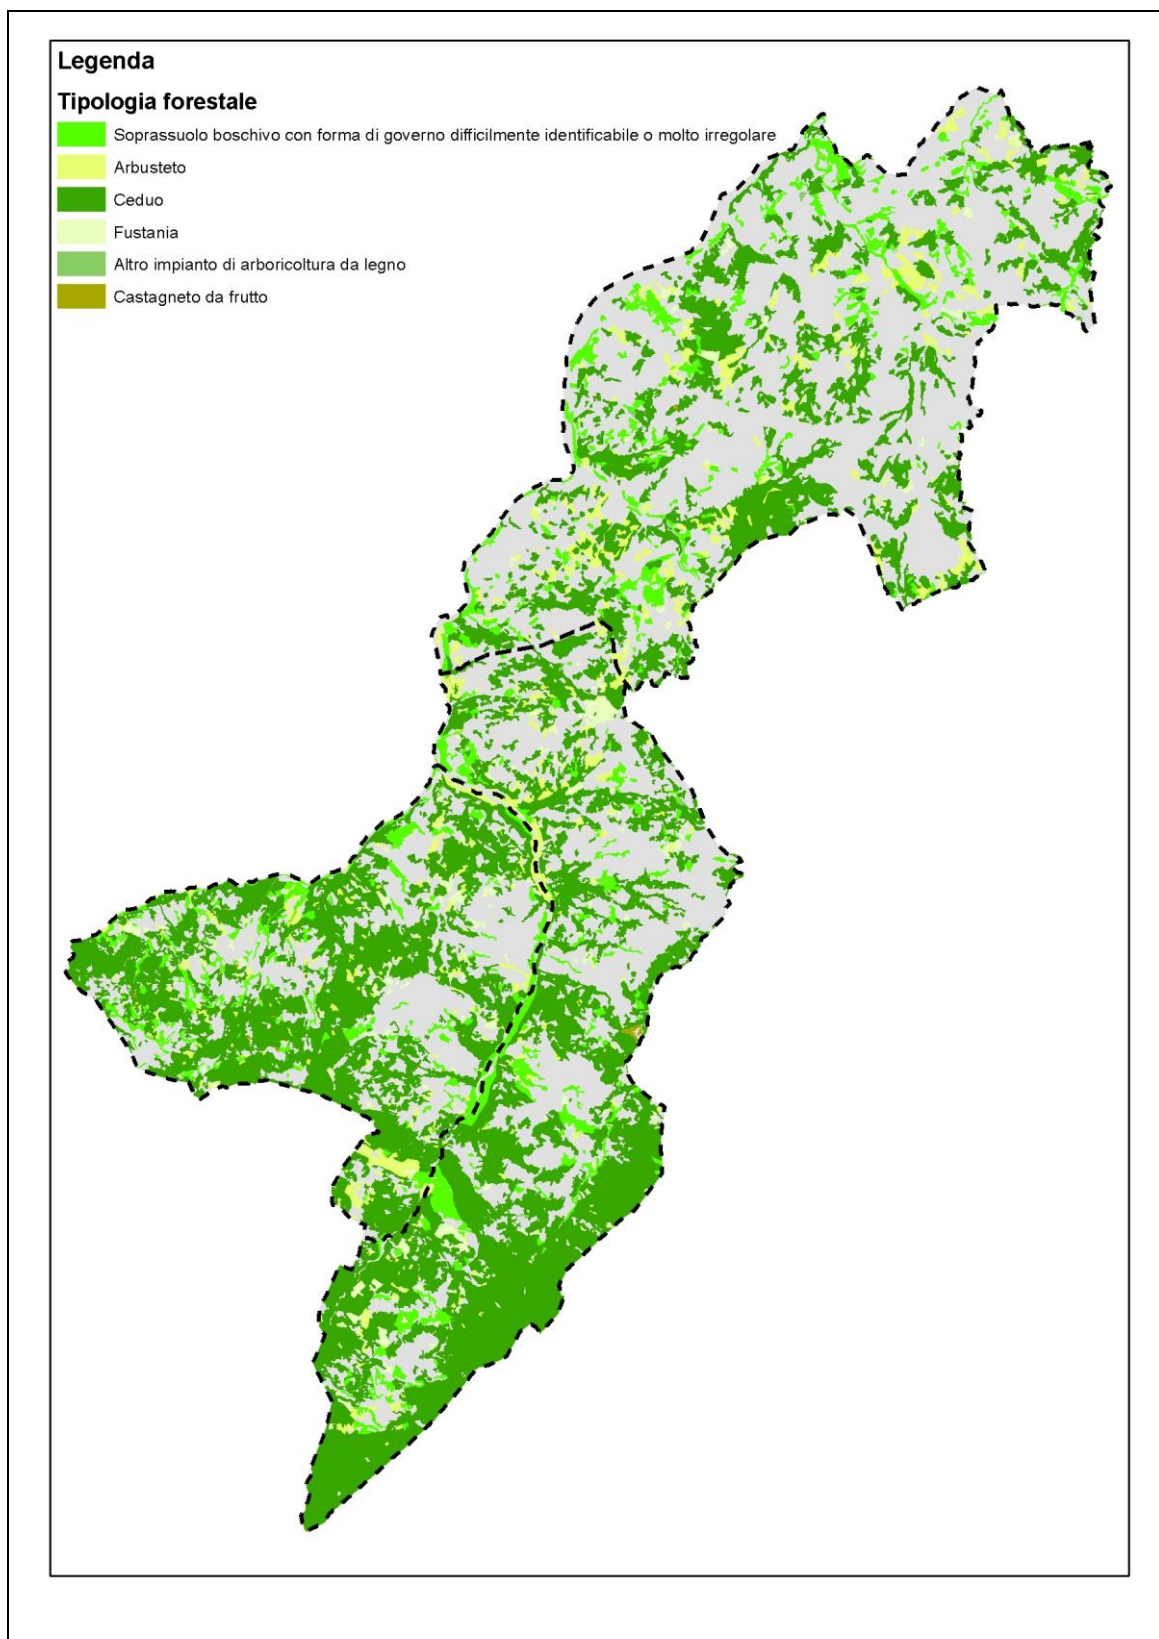 Legenda
Tipologia forestale
Soprassuolo boschivo con forma di governo difficilmente identificabile o molto irregolare
Arbusteto
Ceduo
Fustania
Altro impianto di arboricoltura da legno
Castagneto da frutto